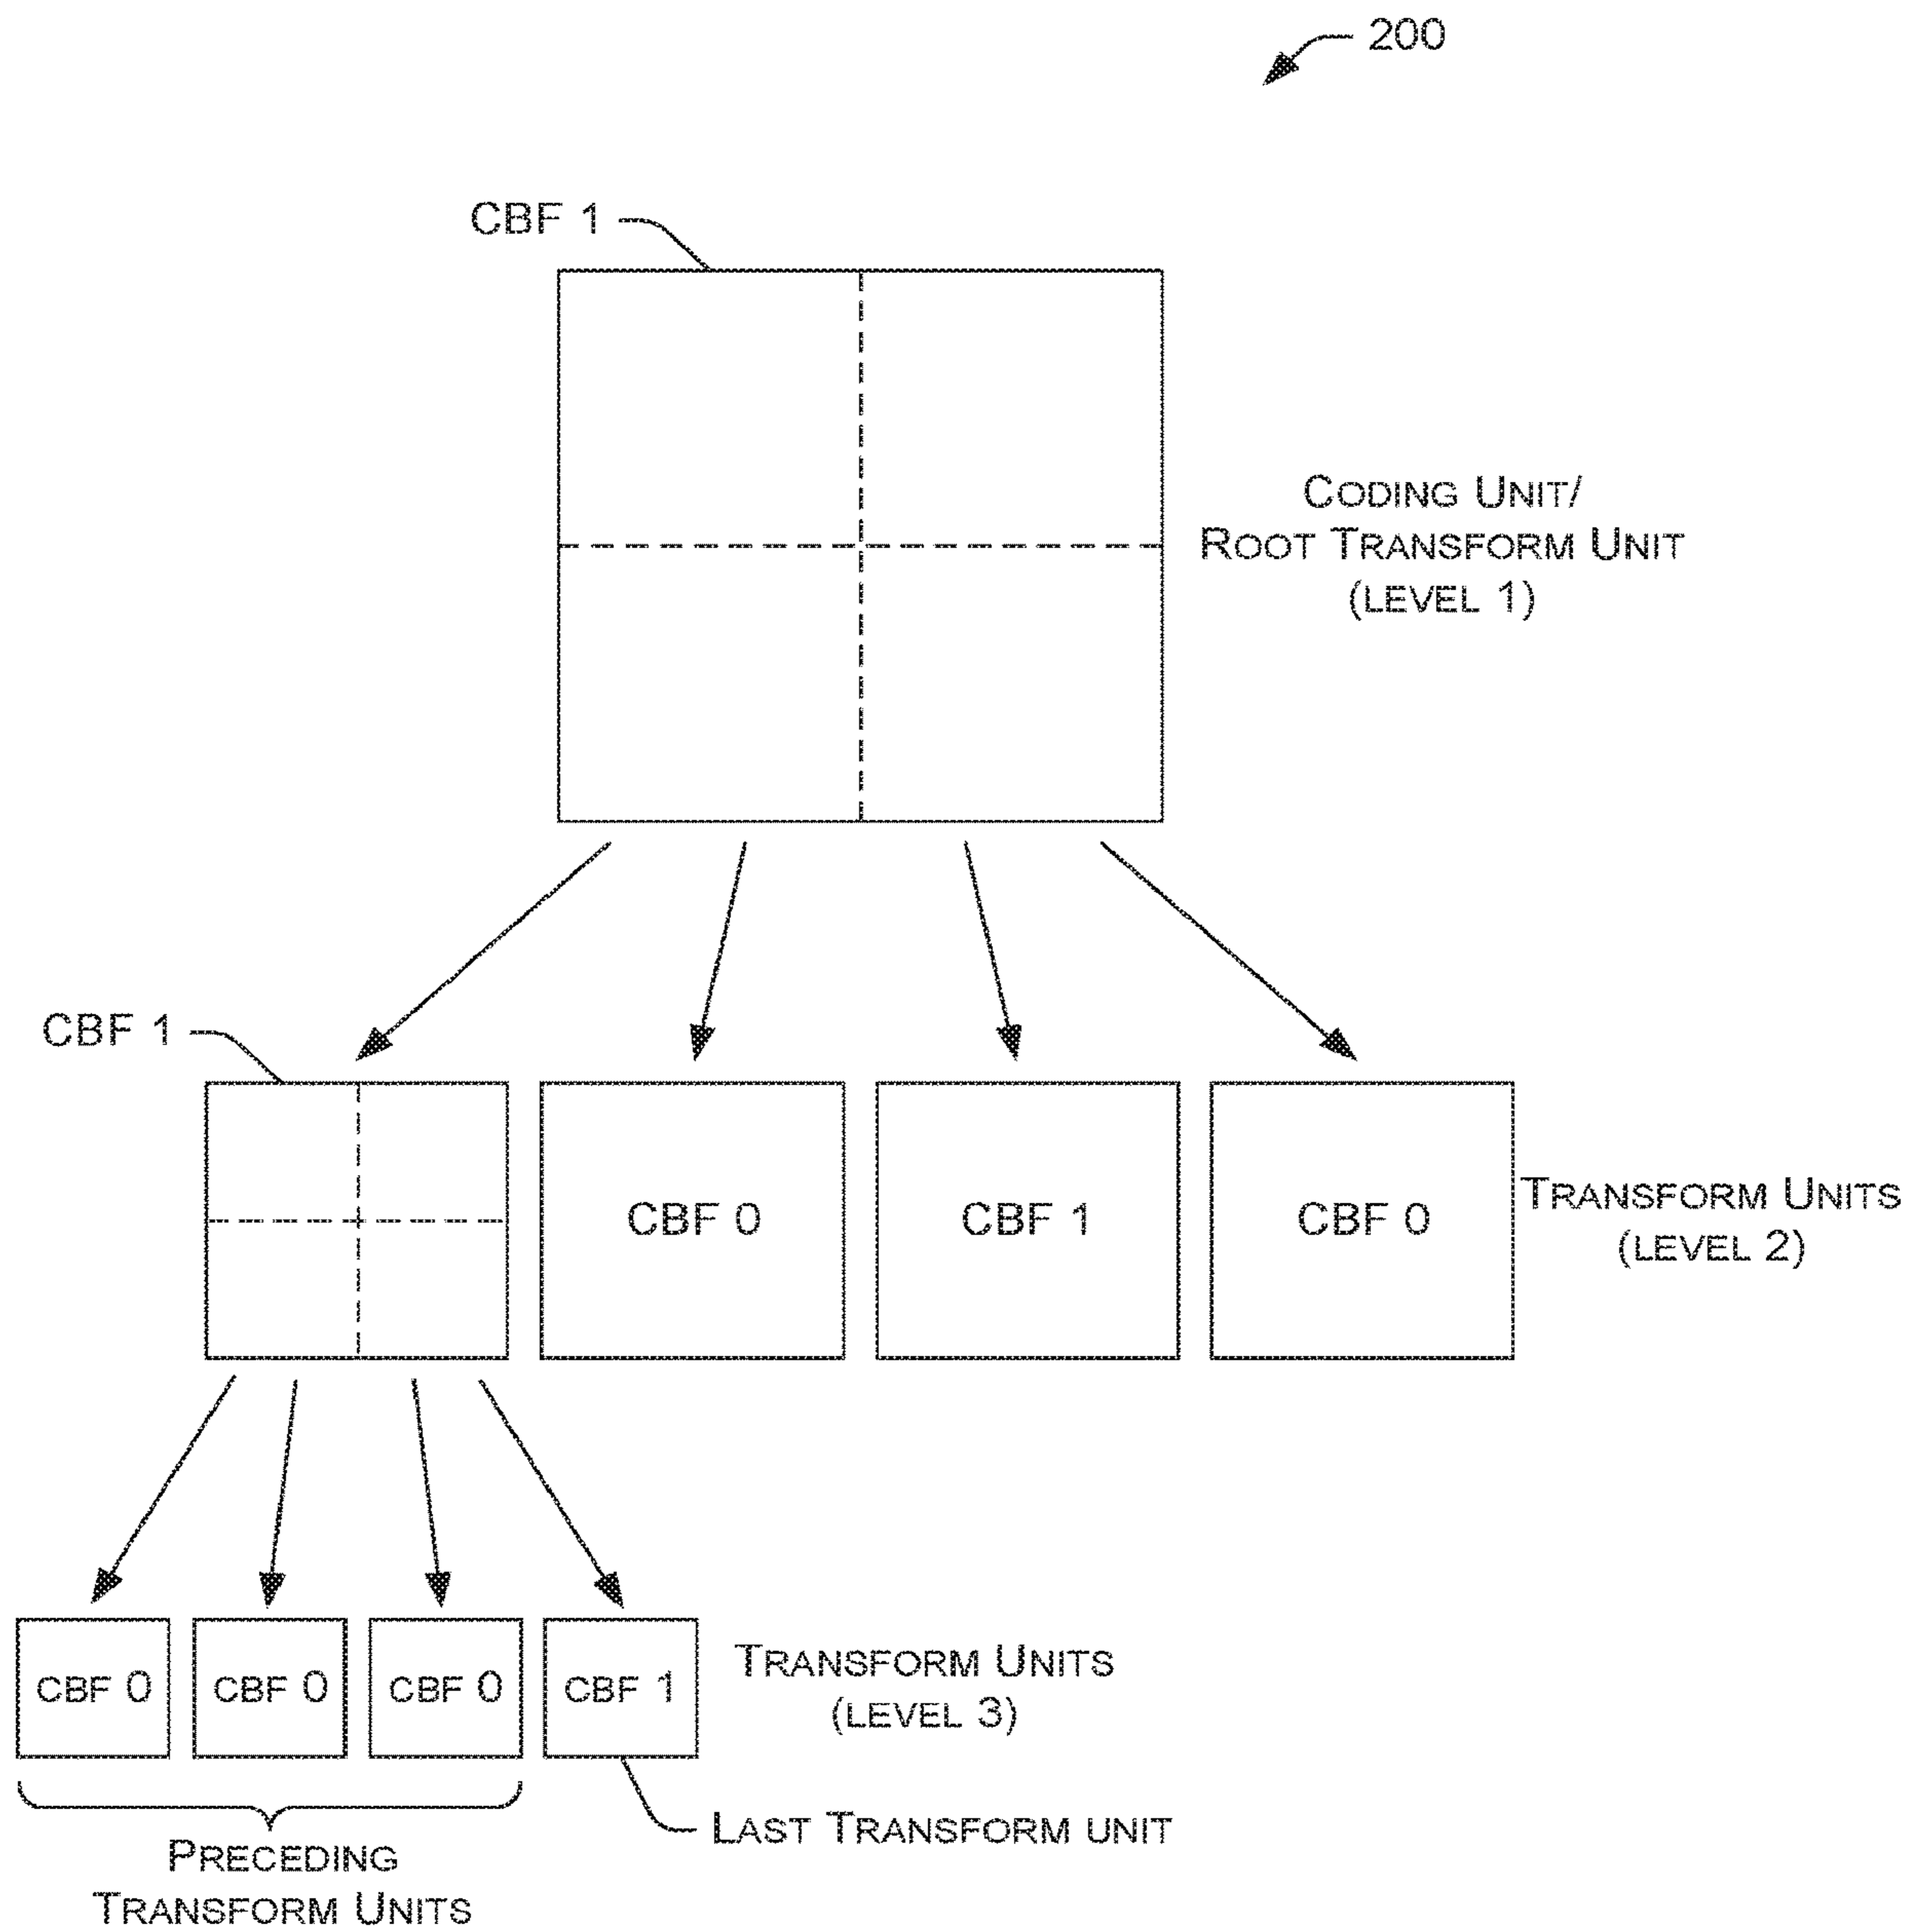 200
CBF 1
CODING UNIT/
ROOT TRANSFORM UNIT
(LEVEL 1)
CBF 1
CBF 0
CBF 1
CBF 0
TRANSFORM UNITS
(LEVEL 2)
CBF 0
CBF 0
CBF 0
CBF 1
TRANSFORM UNITS
(LEVEL 3)
LAST TRANSFORM UNIT
PRECEDING
TRANSFORM UNITS